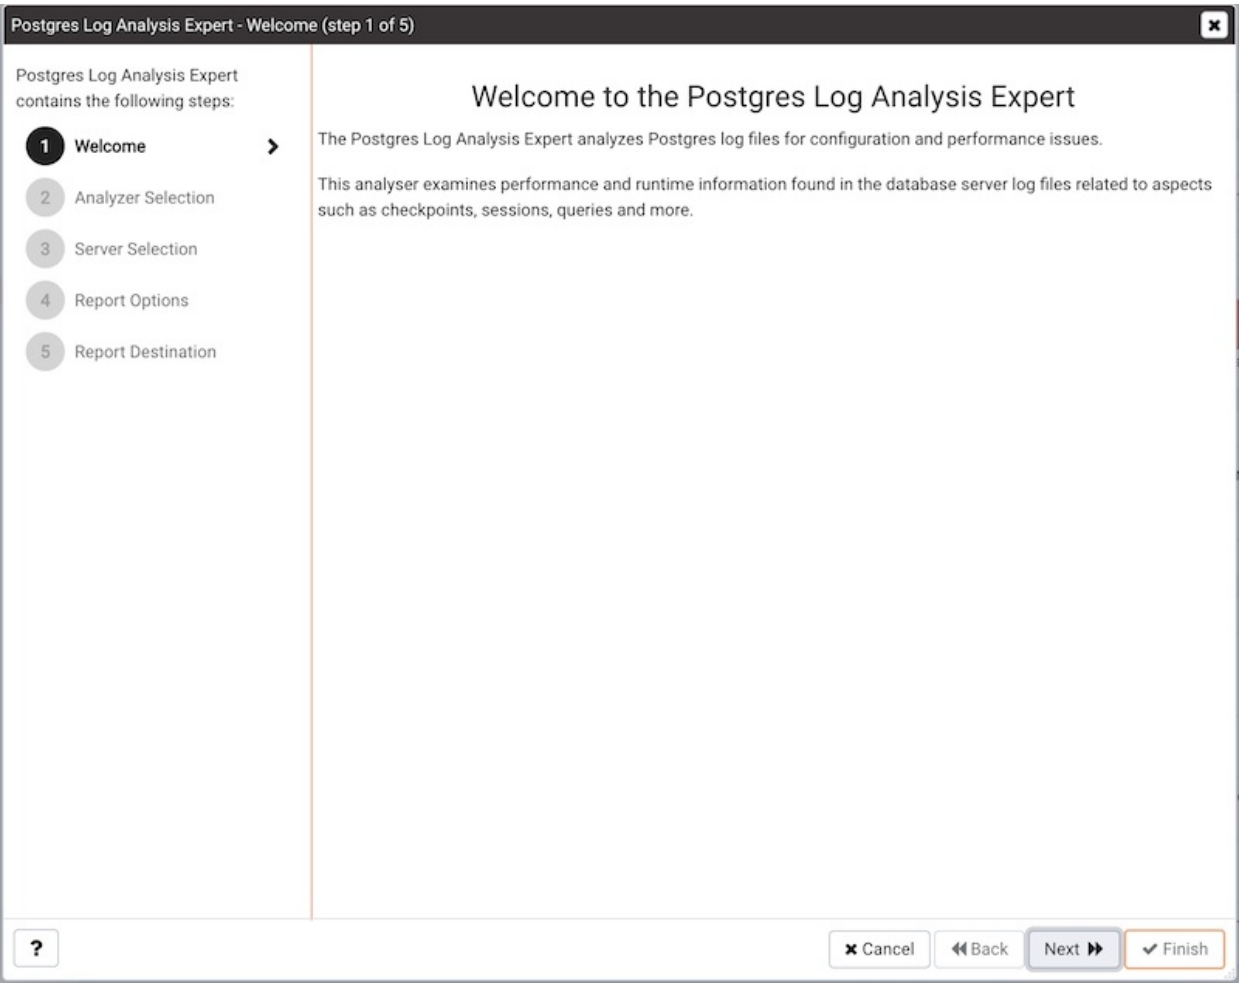 Postgres Log Analysis Expert - Welcome (step 1 of 5)
Postgres Log Analysis Expert
contains the following steps:
1 Welcome
2 Analyzer Selection
3 Server Selection
4 Report Options
5 Report Destination
Welcome to the Postgres Log Analysis Expert
The Postgres Log Analysis Expert analyzes Postgres log files for configuration and performance issues.
This analyser examines performance and runtime information found in the database server log files related to aspects
such as checkpoints, sessions, queries and more.
? Cancel Back Next Finish